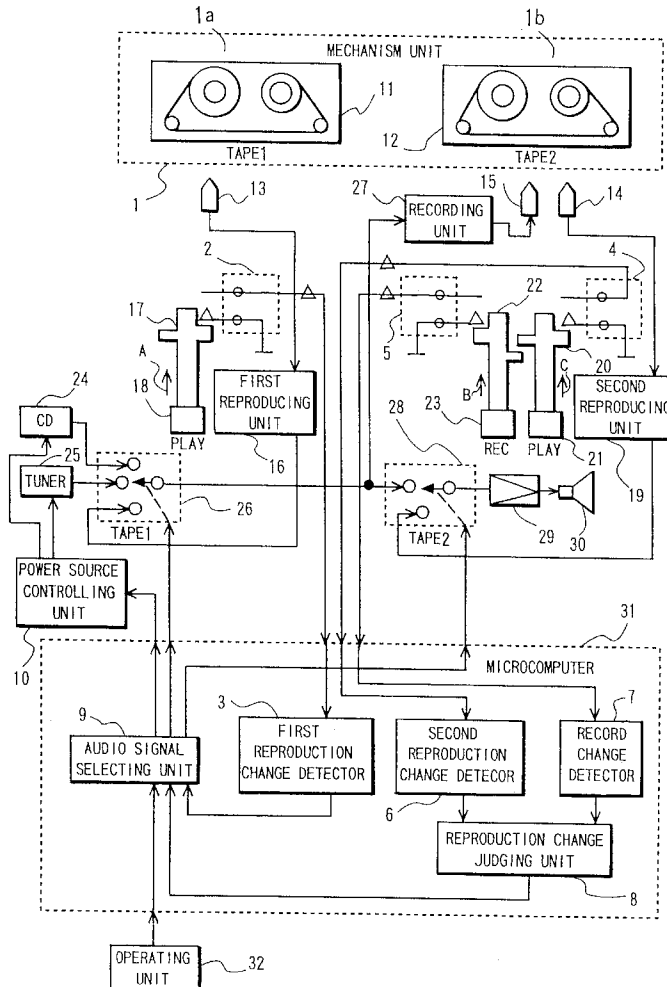 1a
1b
MECHANISM UNIT
11
12
TAPE1
TAPE2
1
13
27
15
14
RECORDING
UNIT
2
4
17
22
5
A
B
C
20
18
24
FIRST
REPRODUCING
UNIT
SECOND
REPRODUCING
UNIT
23
28
CD
PLAY
REC
PLAY
21
25
16
19
TUNER
26
TAPE1
TAPE2
29
30
POWER SOURCE
CONTROLLING
UNIT
31
10
MICROCOMPUTER
9
3
7
AUDIO SIGNAL
SELECTING UNIT
FIRST
REPRODUCTION
CHANGE DETECTOR
SECOND
REPRODUCTION
CHANGE DETECOR
RECORD
CHANGE
DETECTOR
6
REPRODUCTION CHANGE
JUDGING UNIT
8
OPERATING
UNIT
32